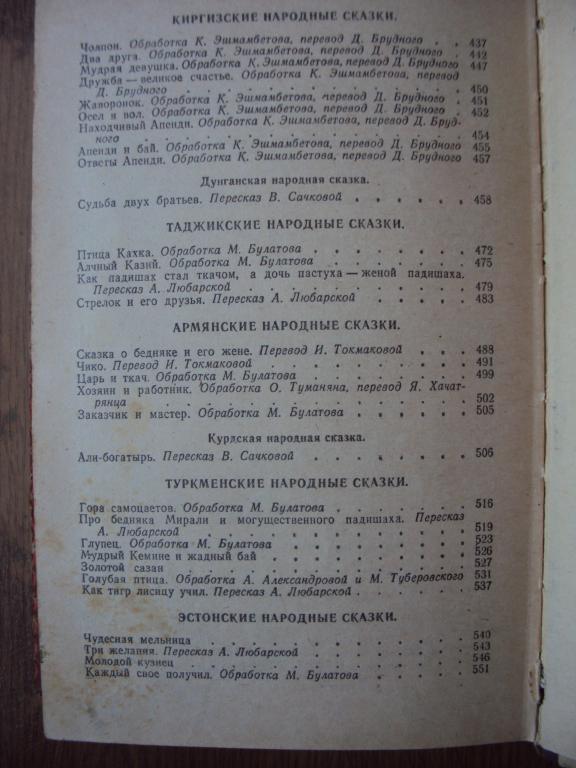 КИРГИЗСКИЕ НАРОДНЫЕ СКАЗКИ.
Чолпон. Обработка К. Эшмамбетова, перевод Д. Брудного . . 437
Два друга. Обработка К. Эшмамбетова, перевод Д. Брудного . 442
Мудрая девушка. Обработка К. Эшмамбетова, перевод Д. Брудного 447
Дружба — великое счастье. Обработка К. Эшмамбетова, перевод
Д. Брудного . . . . . . . . . . 450
Жаворонок. Обработка К. Эшмамбетова, перевод Д. Брудного . 451
Осел и вол. Обработка К. Эшмамбетова, перевод Д. Брудного . 452
Находчивый Апенди. Обработка К. Эшмамбетова, перевод Д. Бруд-
ного . . . . . . . . . . 454
Апенди и бай. Обработка К. Эшмамбетова, перевод Д. Брудного 455
Ответы Апенди. Обработка К. Эшмамбетова, перевод Д. Брудного 457
Дунганская народная сказка.
Судьба двух братьев. Пересказ В. Сачковой . . . . . 458
ТАДЖИКСКИЕ НАРОДНЫЕ СКАЗКИ.
Птица Кахка. Обработка М. Булатова . . . . . . 472
Алчный Казий. Обработка М. Булатова . . . . . . 475
Как падишах стал ткачом, а дочь пастуха — женой падишаха.
Пересказ А. Любарской . . . . . . . . 479
Стрелок и его друзья. Пересказ А. Любарской . . . . 483
АРМЯНСКИЕ НАРОДНЫЕ СКАЗКИ.
Сказка о бедняке и его жене. Перевод И. Токмаковой . . . 488
Чико. Перевод И. Токмаковой . . . . . . . 491
Царь и ткач. Обработка М. Булатова . . . . . . 499
Хозяин и работник. Обработка О. Туманяна, перевод Я. Хачат-
рянца . . . . . . . . . . 502
Заказчик и мастер. Обработка М. Булатова . . . . . 505
Курдская народная сказка.
Али-богатырь. Пересказ В. Сачковой . . . . . . 506
ТУРКМЕНСКИЕ НАРОДНЫЕ СКАЗКИ.
Гора самоцветов. Обработка М. Булатова . . . . . 516
Про бедняка Мирали и могущественного падишаха. Пересказ
А. Любарской . . . . . . . . . 519
Глупец. Обработка М. Булатова . . . . . . . 523
Мудрый Кемине и жадный бай . . . . . . . 526
Золотой сазан . . . . . . . . . 527
Голубая птица. Обработка А. Александровой и М. Туберовского 531
Как тигр лисицу учил. Пересказ А. Любарской . . . . 537
ЭСТОНСКИЕ НАРОДНЫЕ СКАЗКИ.
Чудесная мельница . . . . . . . . 540
Три желания. Пересказ А. Любарской . . . . . . 543
Молодой кузнец . . . . . . . . . 546
Каждый свое получил. Обработка М. Булатова . . . . 551